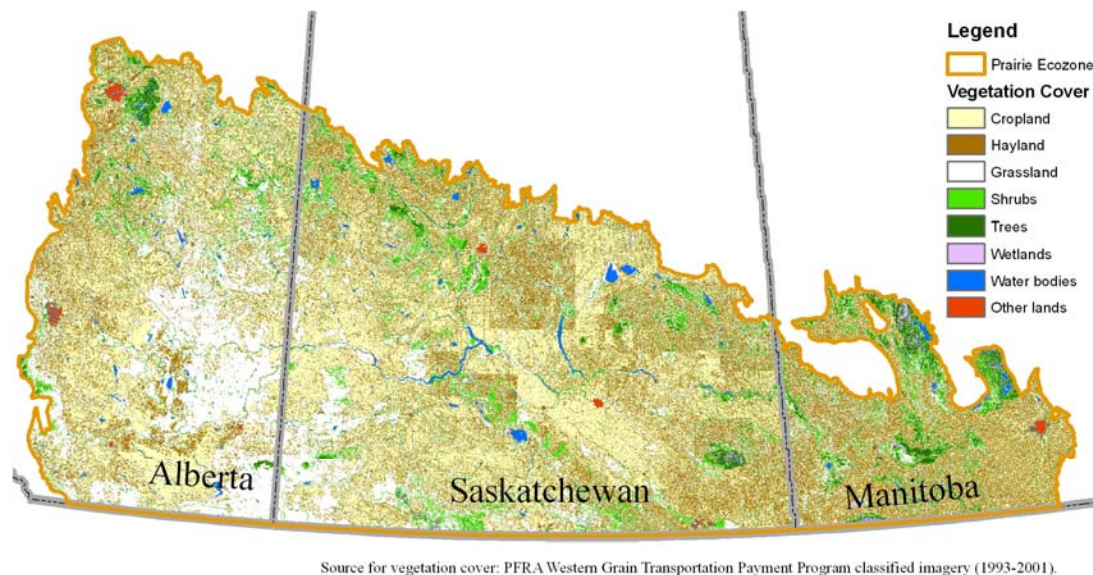 Legend
Prairie Ecozone
Vegetation Cover
Cropland
Hayland
Grassland
Shrubs
Trees
Wetlands
Water bodies
Other lands
Alberta
Saskatchewan
Manitoba
Source for vegetation cover: PFRA Western Grain Transportation Payment Program classified imagery (1993-2001).